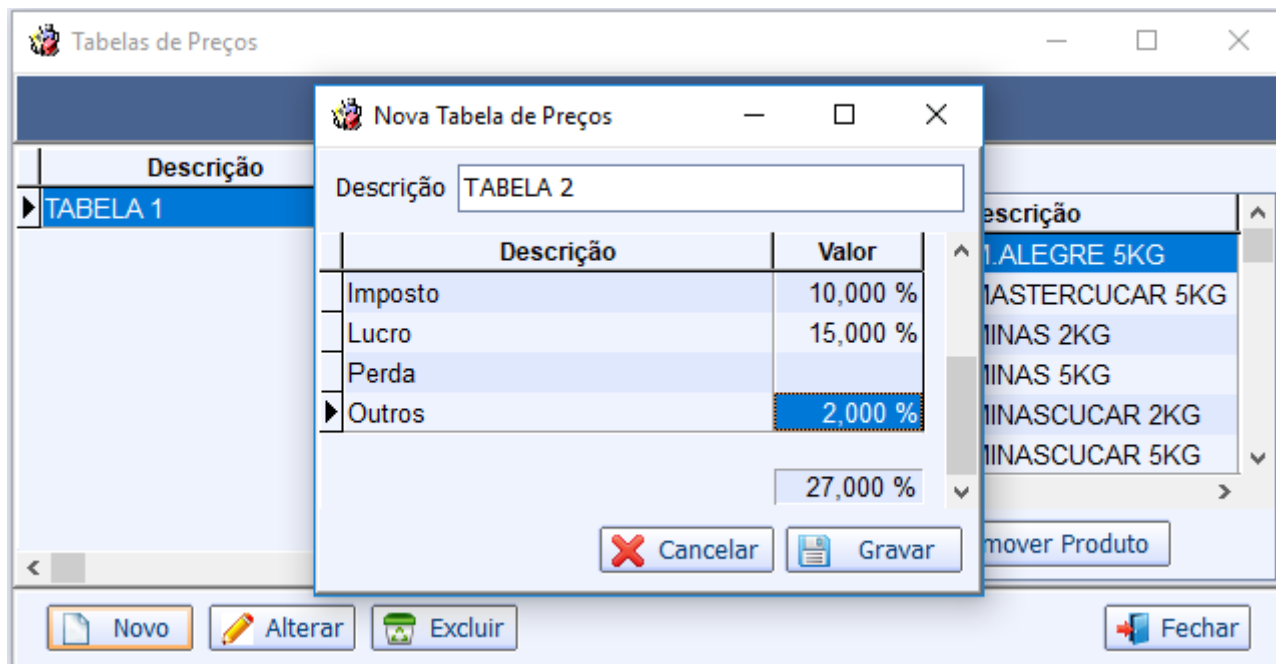 Tabelas de Preços
Nova Tabela de Preços
Descrição
TABELA 1
Descrição TABELA 2
Descrição Valor
Imposto 10,000 %
Lucro 15,000 %
Perda
Outros 2,000 %
27,000 %
Cancelar Gravar
escrição
.ALEGRE 5KG
MASTERCUCAR 5KG
MINAS 2KG
MINAS 5KG
MINASCUCAR 2KG
MINASCUCAR 5KG
mover Produto
Novo Alterar Excluir Fechar